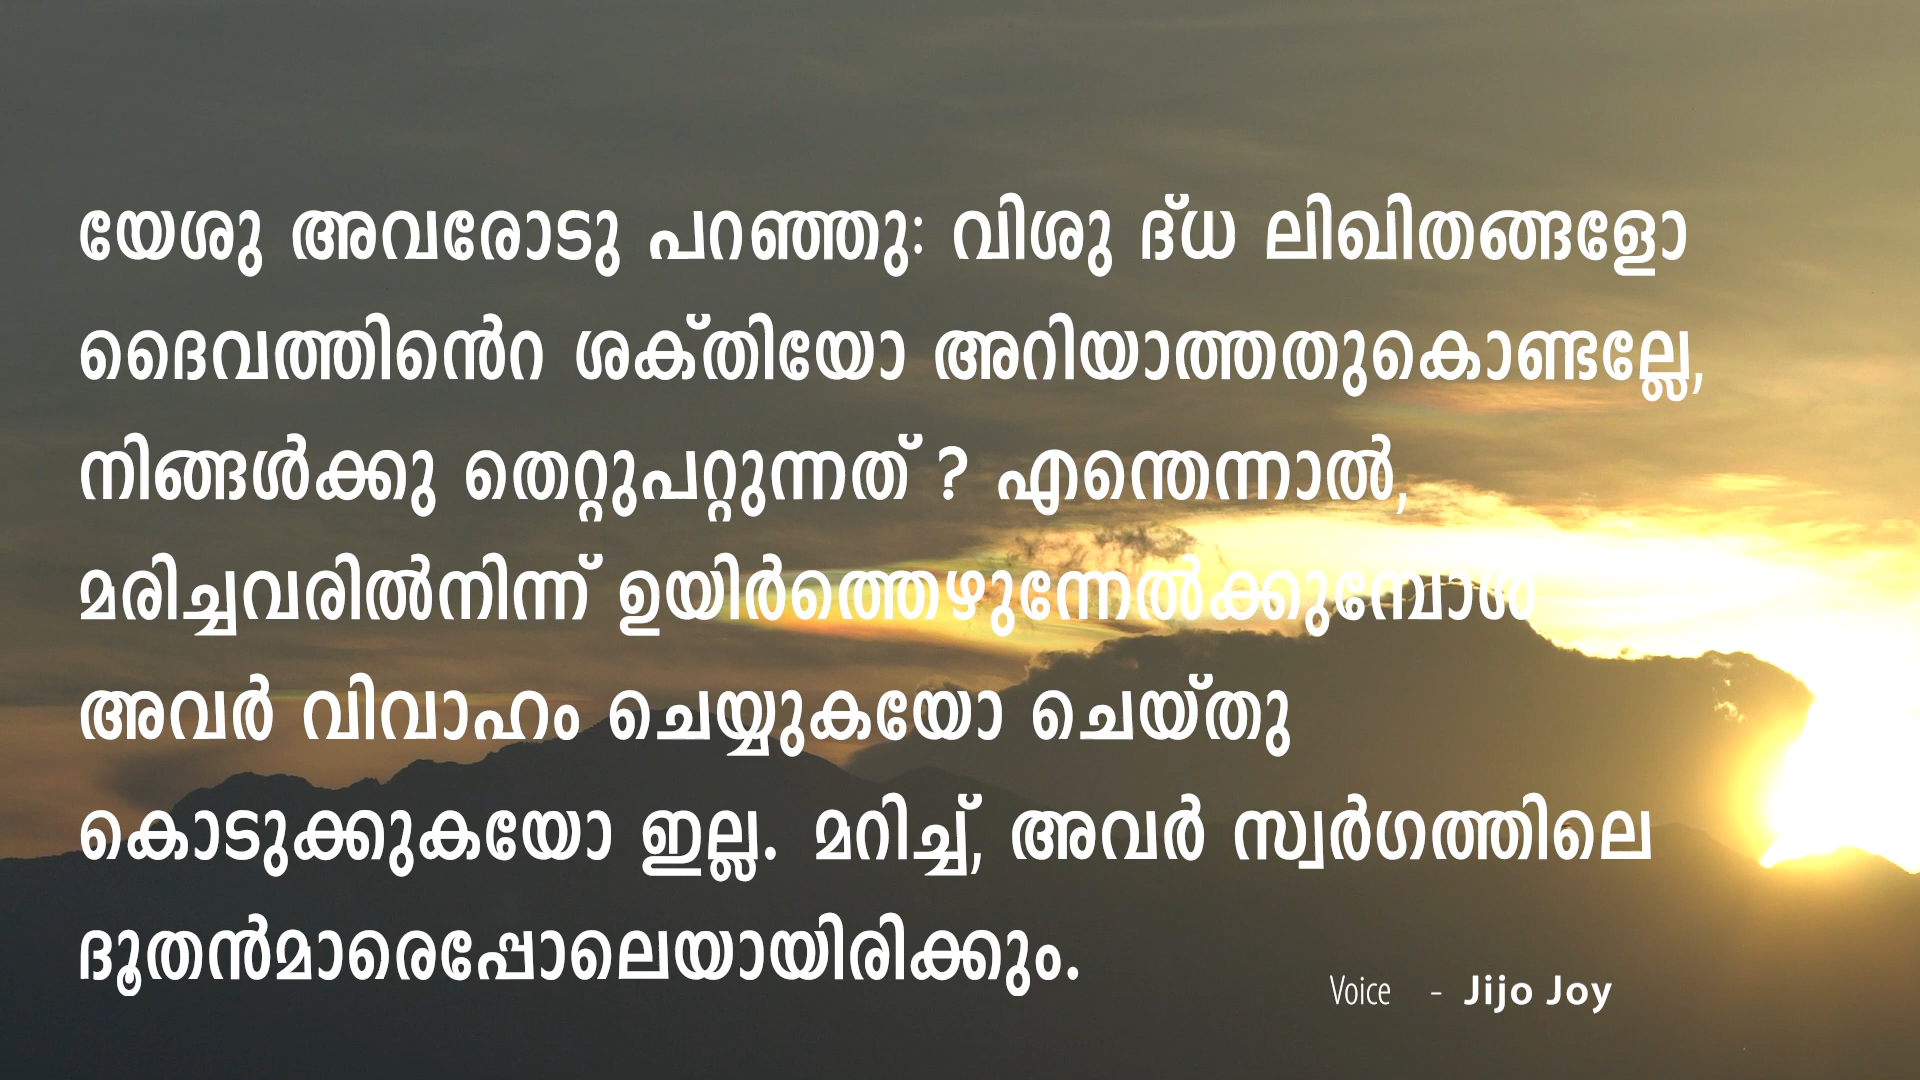 യേശു അവരോടു പറഞ്ഞു: വിശു ദ്ധ ലിഖിതങ്ങളോ
ദൈവത്തിൻെറ ശക്തിയോ അറിയാത്തതുകൊണ്ടല്ലേ,
നിങ്ങൾക്കു തെറ്റുപറ്റുന്നത് ? എന്തെന്നാൽ,
മരിച്ചവരിൽനിന്ന് ഉയിർത്തെഴുന്നേൽക്കുമ്പോൾ
അവർ വിവാഹം ചെയ്യുകയോ ചെയ്തു
കൊടുക്കുകയോ ഇല്ല. മറിച്ച്, അവർ സ്വർഗത്തിലെ
ദൂതൻമാരെപ്പോലെയായിരിക്കും.
Voice - Jijo Joy